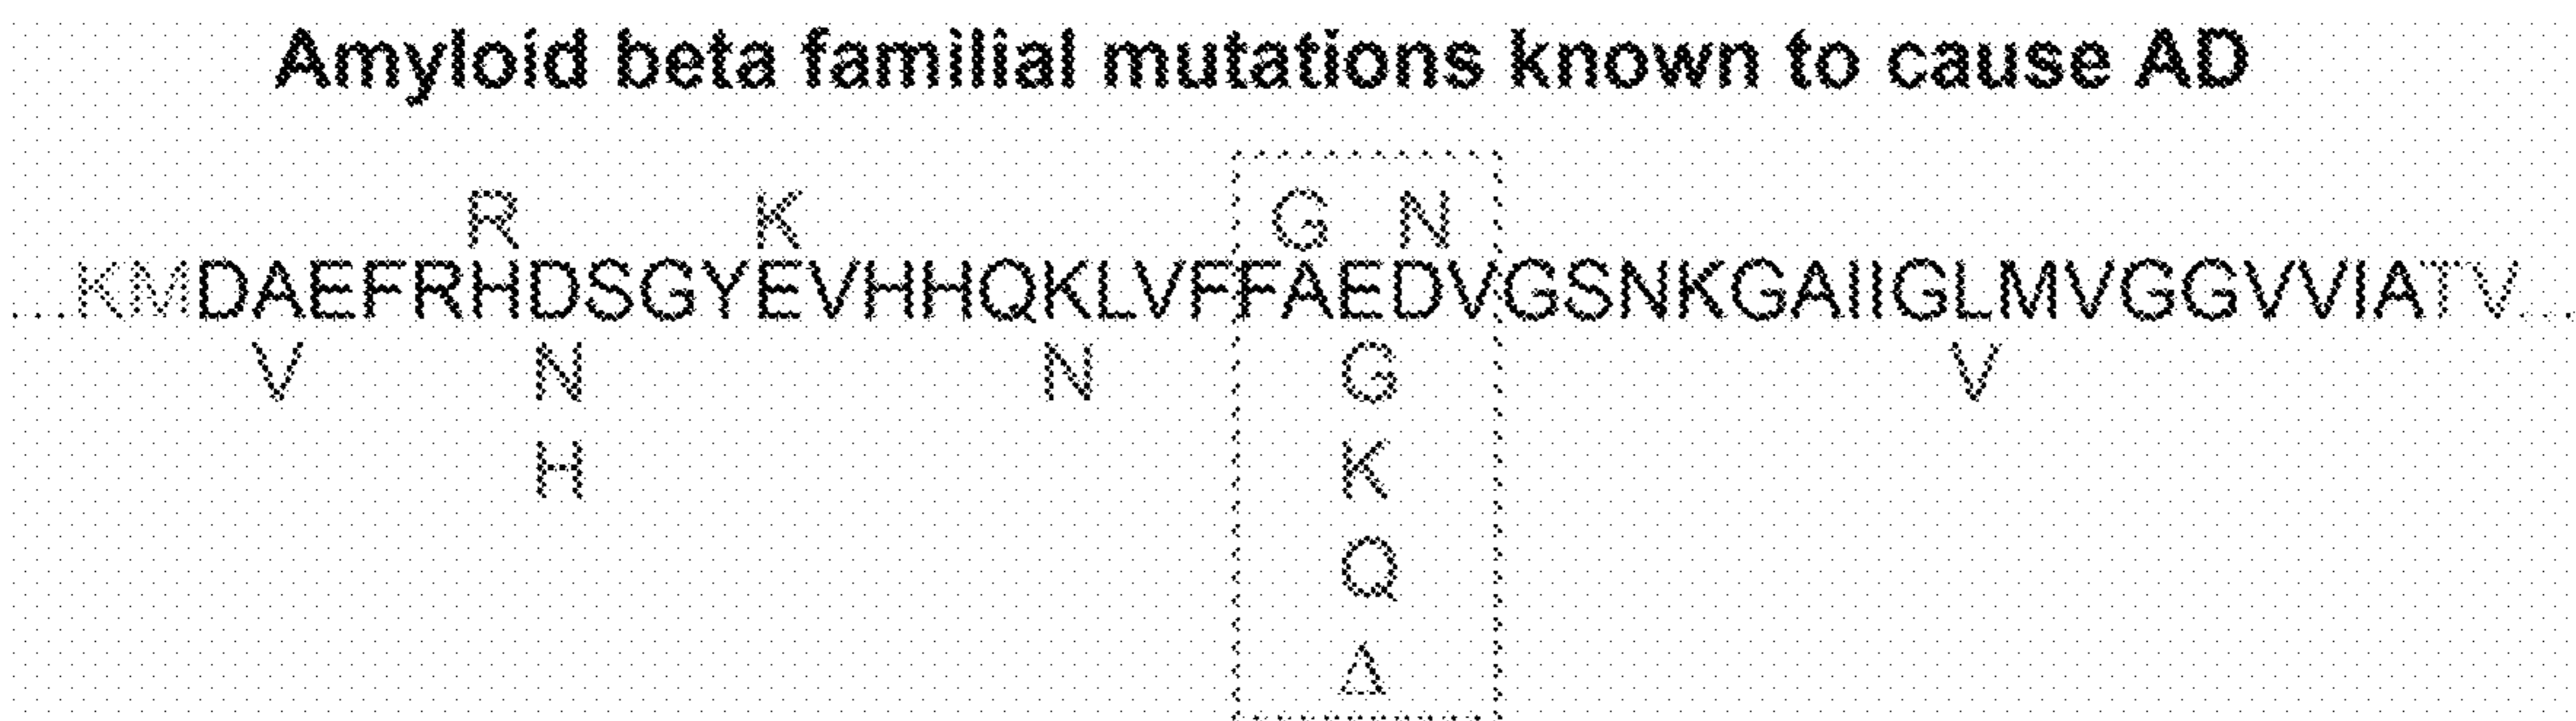 Amyloid beta familial mutations known to cause AD
R K G N
...KMDAEFRHDSGYEVHHQKLVFFAEDVGSNKGAIIGLMVGGVVIATV...
V N N G V
H K
Q
Δ